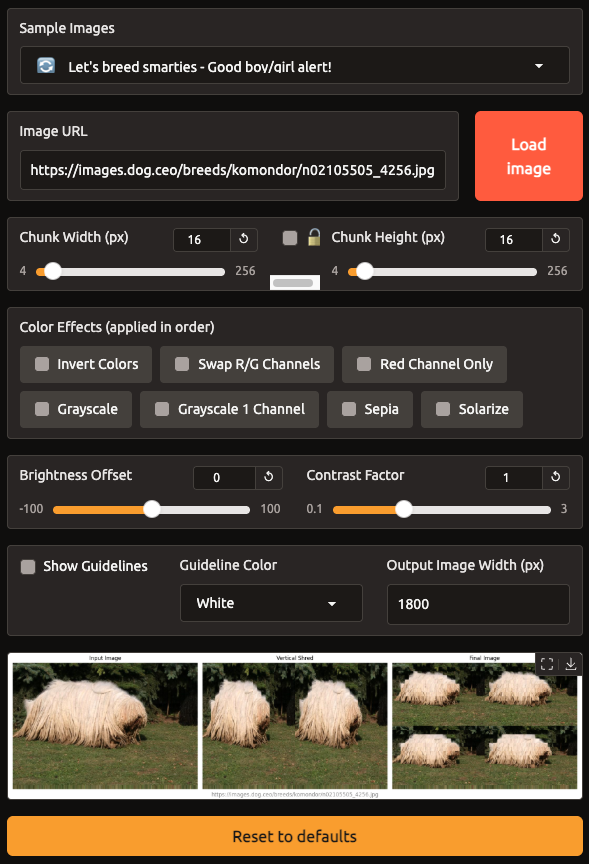 Sample Images
Let's breed smarties - Good boy/girl alert!
Image URL
https://images.dog.ceo/breeds/komondor/n02105505_4256.jpg
Load
image
Chunk Width (px)
16
4
256
Chunk Height (px)
16
4
256
Color Effects (applied in order)
Invert Colors
Swap R/G Channels
Red Channel Only
Grayscale
Grayscale 1 Channel
Sepia
Solarize
Brightness Offset
0
-100
100
Contrast Factor
1
0.1
3
Show Guidelines
Guideline Color
White
Output Image Width (px)
1800
Input Image
Vertical Shred
Final Image
https://images.dog.ceo/breeds/komondor/n02105505_4256.jpg
Reset to defaults